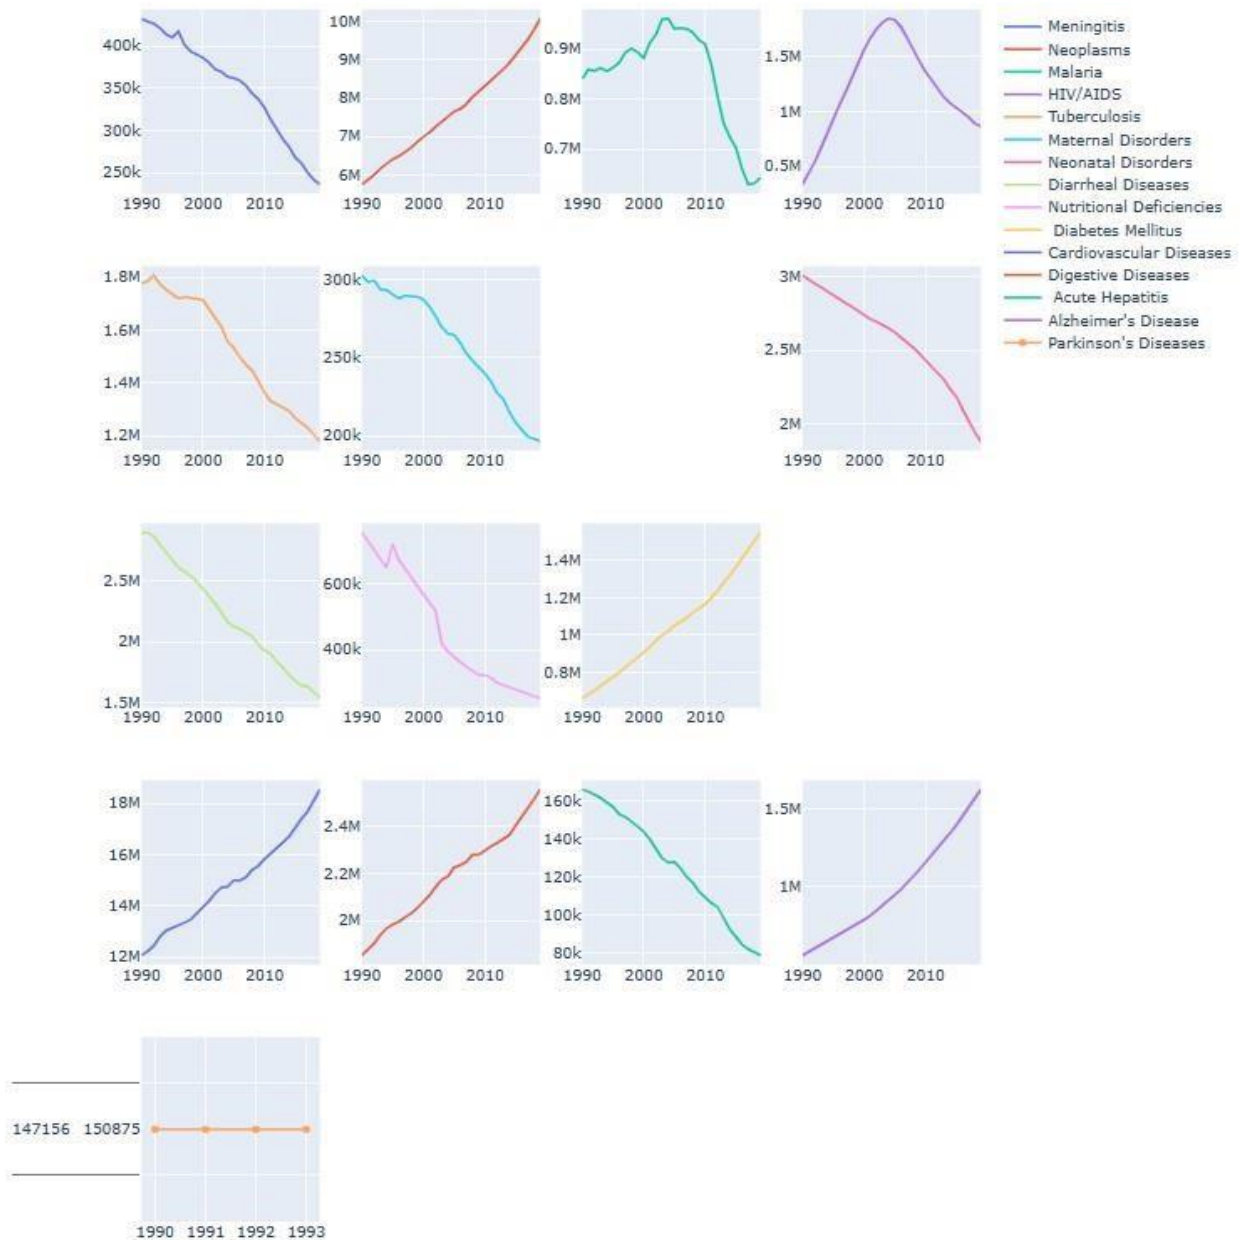 400k
350k
300k
250k
1990 2000 2010
10M
9M
8M
7M
6M
1990 2000 2010
0.9M
0.8M
0.7M
1990 2000 2010
1.5M
1M
0.5M
1990 2000 2010
Meningitis
Neoplasms
Malaria
HIV/AIDS
Tuberculosis
Maternal Disorders
Neonatal Disorders
Diarrheal Diseases
Nutritional Deficiencies
Diabetes Mellitus
Cardiovascular Diseases
Digestive Diseases
Acute Hepatitis
Alzheimer's Disease
Parkinson's Diseases
1.8M
1.6M
1.4M
1.2M
1990 2000 2010
300k
250k
200k
1990 2000 2010
3M
2.5M
2M
1990 2000 2010
2.5M
2M
1.5M
1990 2000 2010
600k
400k
1990 2000 2010
1.4M
1.2M
1M
0.8M
1990 2000 2010
18M
16M
14M
12M
1990 2000 2010
2.4M
2.2M
2M
1990 2000 2010
160k
140k
120k
100k
80k
1990 2000 2010
1.5M
1M
1990 2000 2010
147156 150875
1990 1991 1992 1993